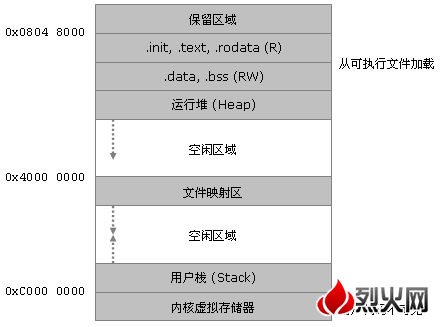 保留区域
0x0804 8000
.init, .text, .rodata (R)
从可执行文件加载
.data, .bss (RW)
运行堆 (Heap)
空闲区域
0x4000 0000
文件映射区
空闲区域
用户栈 (Stack)
0xC000 0000
内核虚拟存储器
烈火网